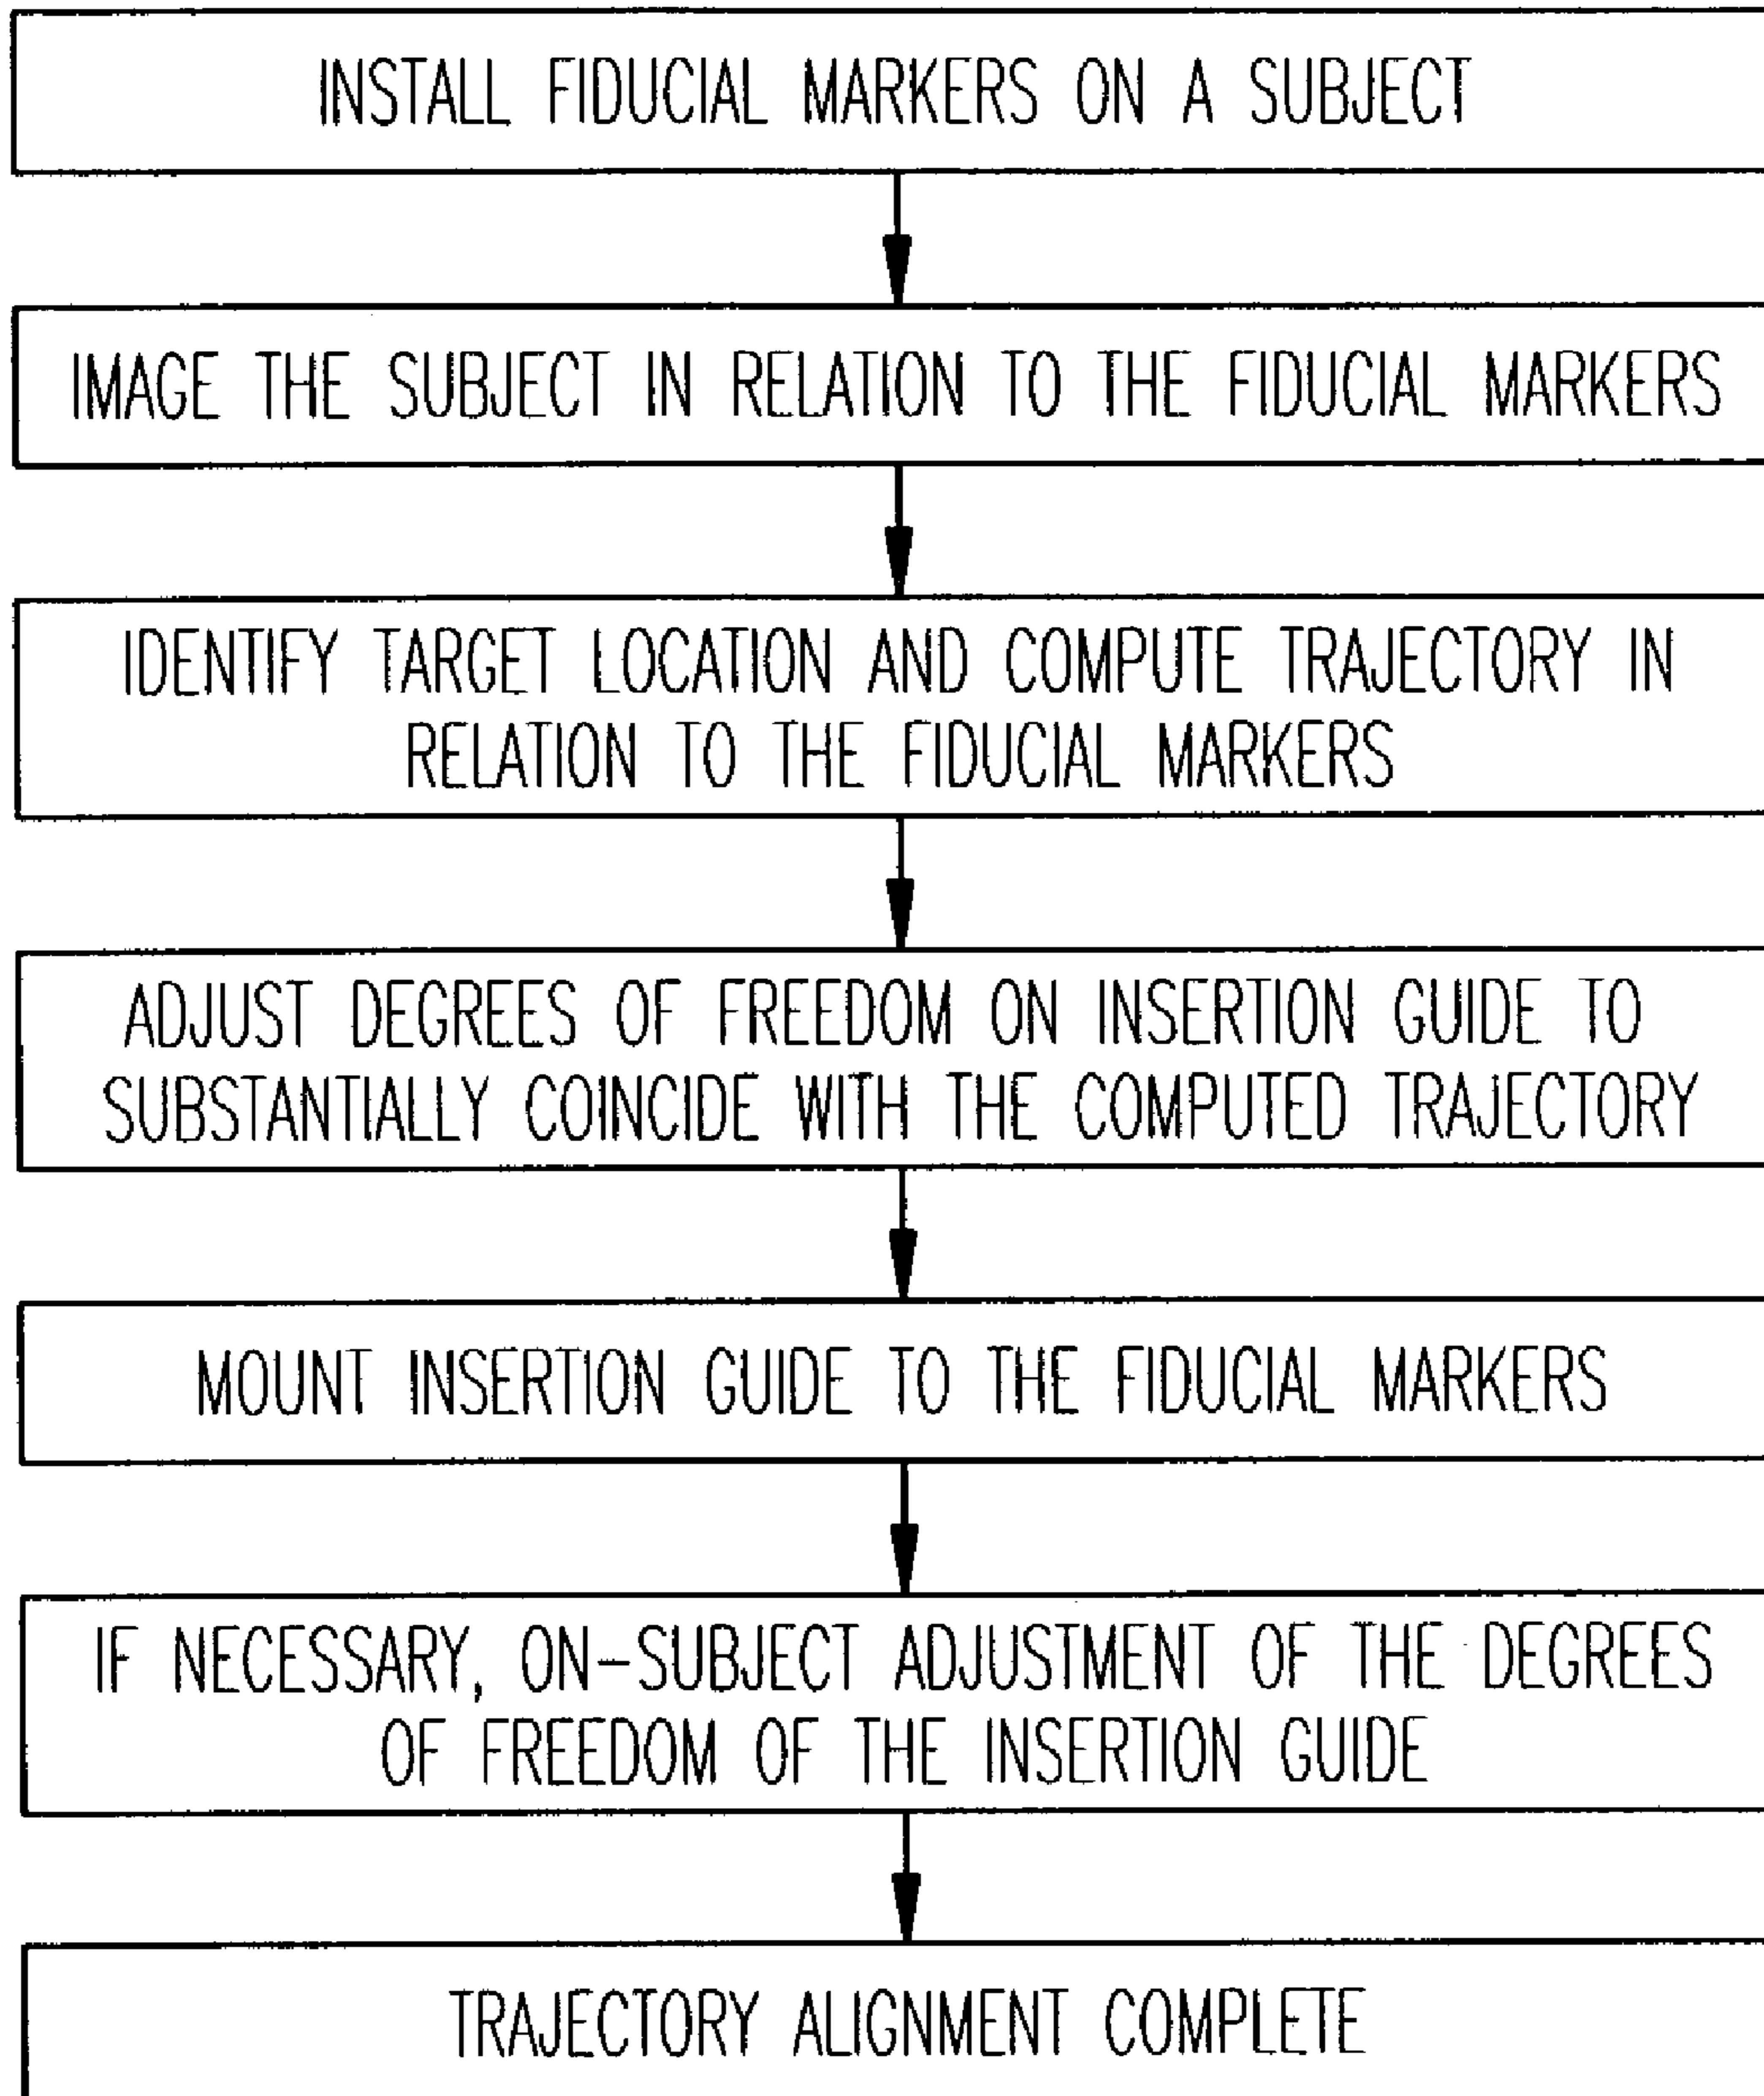 INSTALL FIDUCIAL MARKERS ON A SUBJECT
IMAGE THE SUBJECT IN RELATION TO THE FIDUCIAL MARKERS
IDENTIFY TARGET LOCATION AND COMPUTE TRAJECTORY IN
RELATION TO THE FIDUCIAL MARKERS
ADJUST DEGREES OF FREEDOM ON INSERTION GUIDE TO
SUBSTANTIALLY COINCIDE WITH THE COMPUTED TRAJECTORY
MOUNT INSERTION GUIDE TO THE FIDUCIAL MARKERS
IF NECESSARY, ON-SUBJECT ADJUSTMENT OF THE DEGREES
OF FREEDOM OF THE INSERTION GUIDE
TRAJECTORY ALIGNMENT COMPLETE